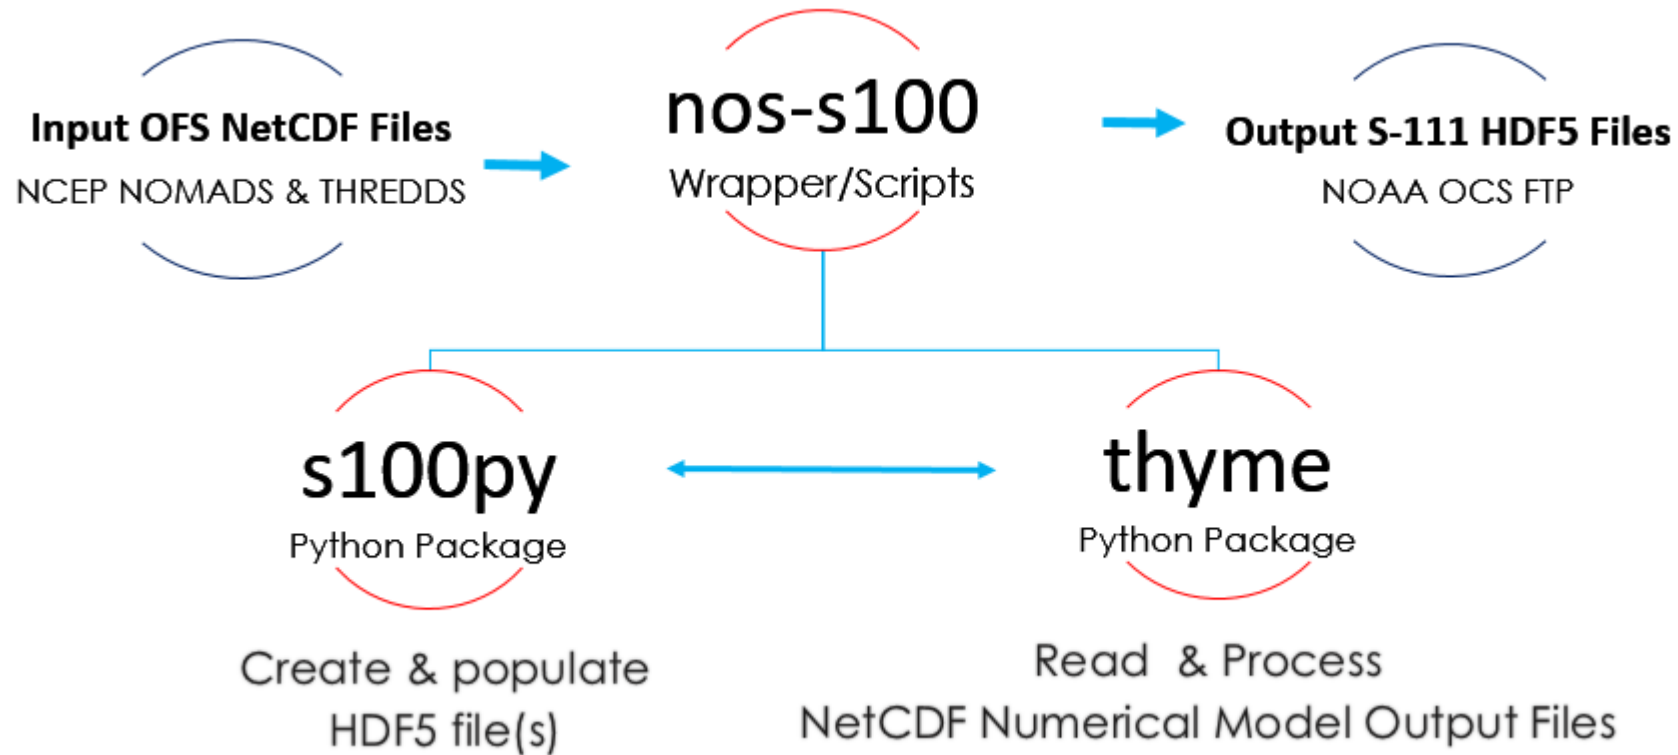 Input OFS NetCDF Files
NCEP NOMADS & THREDDS
nos-s100
Wrapper/Scripts
Output S-111 HDF5 Files
NOAA OCS FTP
s100py
Python Package
Create & populate
HDF5 file(s)
thyme
Python Package
Read & Process
NetCDF Numerical Model Output Files